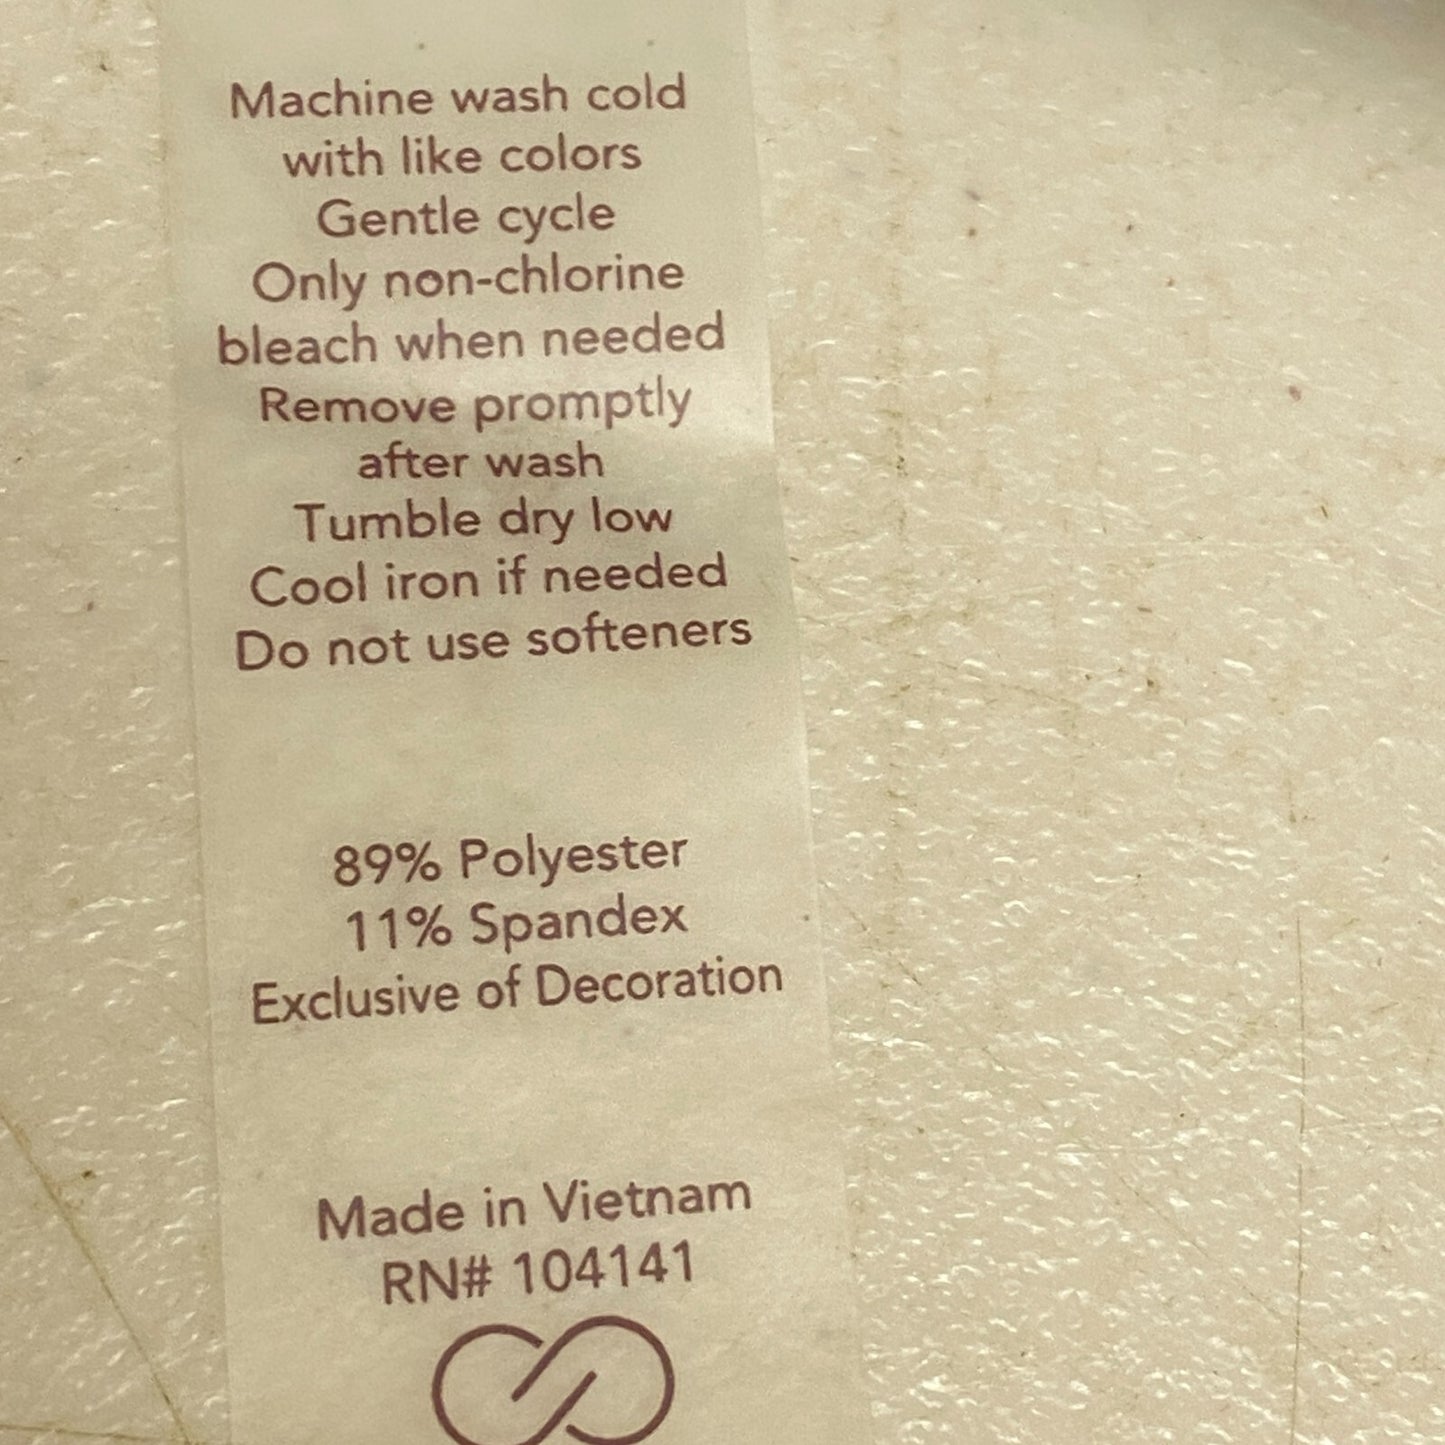 Machine wash cold
with like colors
Gentle cycle
Only non-chlorine
bleach when needed
Remove promptly
after wash
Tumble dry low
Cool iron if needed
Do not use softeners
89% Polyester
11% Spandex
Exclusive of Decoration
Made in Vietnam
RN# 104141